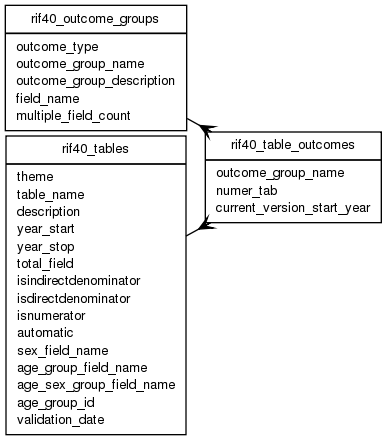 rif40_outcome_groups
outcome_type
outcome_group_name
outcome_group_description
field_name
multiple_field_count
rif40_tables
theme
table_name
description
year_start
year_stop
total_field
isindirectdenominator
isdirectdenominator
isnumerator
automatic
sex_field_name
age_group_field_name
age_sex_group_field_name
age_group_id
validation_date
rif40_table_outcomes
outcome_group_name
numer_tab
current_version_start_year